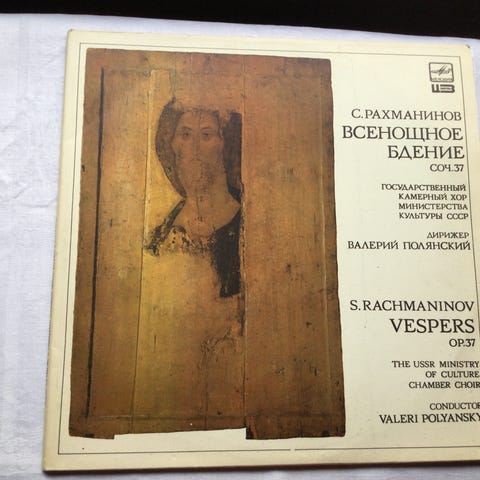 МЕЛОДИЯ
С.РАХМАНИНОВ
ВСЕНОЩНОЕ
БДЕНИЕ
СОЧ.37
ГОСУДАРСТВЕННЫЙ
КАМЕРНЫЙ ХОР
МИНИСТЕРСТВА
КУЛЬТУРЫ СССР
ДИРИЖЕР
ВАЛЕРИЙ ПОЛЯНСКИЙ
S.RACHMANINOV
VESPERS
OP.37
THE USSR MINISTRY
OF CULTURE
CHAMBER CHOIR
CONDUCTOR
VALERI POLYANSKY